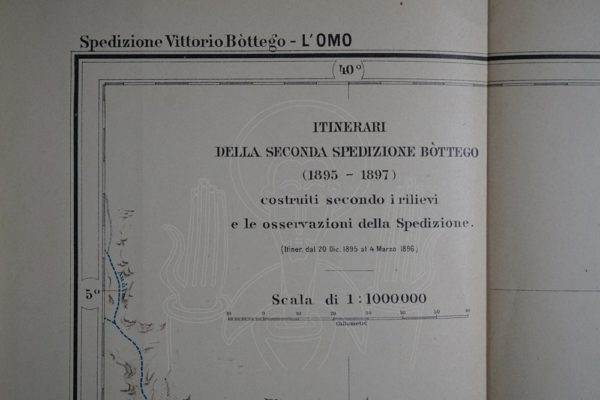 Spedizione Vittorio Bòttego - L'OMO
40°
ITINERARI
DELLA SECONDA SPEDIZIONE BÒTTEGO
(1895 - 1897)
costruiti secondo i rilievi
e le osservazioni della Spedizione.
(Itiner. dal 20 Dic. 1895 al 4 Marzo 1896)
5°
Scala di 1:1000000
Chilometri